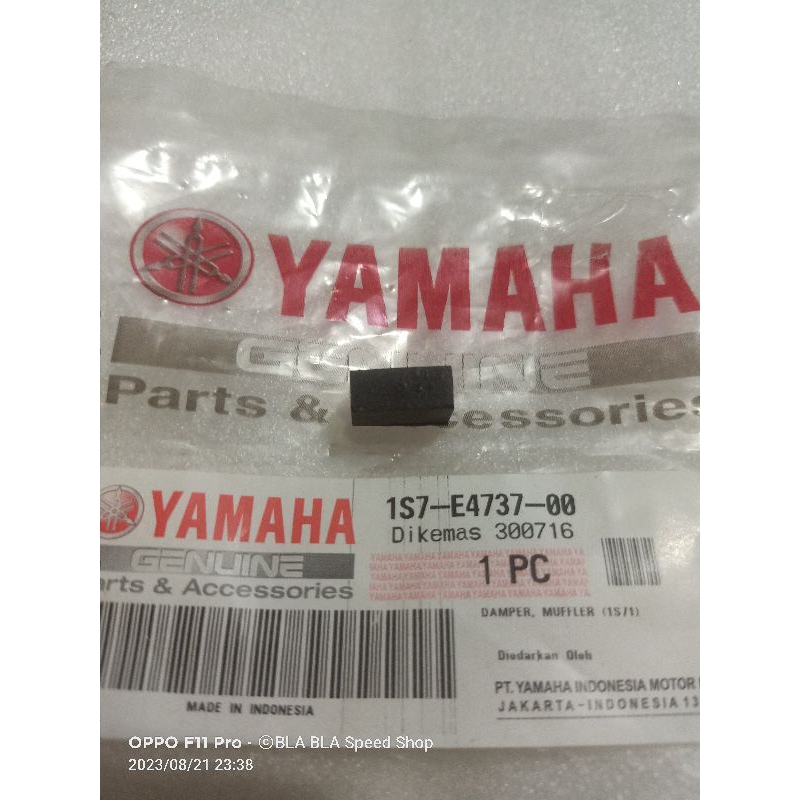 YAMAHA
GENUINE
Parts & Accessories
YAMAHA
GENUINE
rts & Accessories
1S7-E4737-00
Dikemas 300716
1 PC
DAMPER, MUFFLER (1S71)
Diedarkan Oleh
PT. YAMAHA INDONESIA MOTOR
JAKARTA-INDONESIA 13
MADE IN INDONESIA
OPPO F11 Pro - ©BLA BLA Speed Shop
2023/08/21 23:38